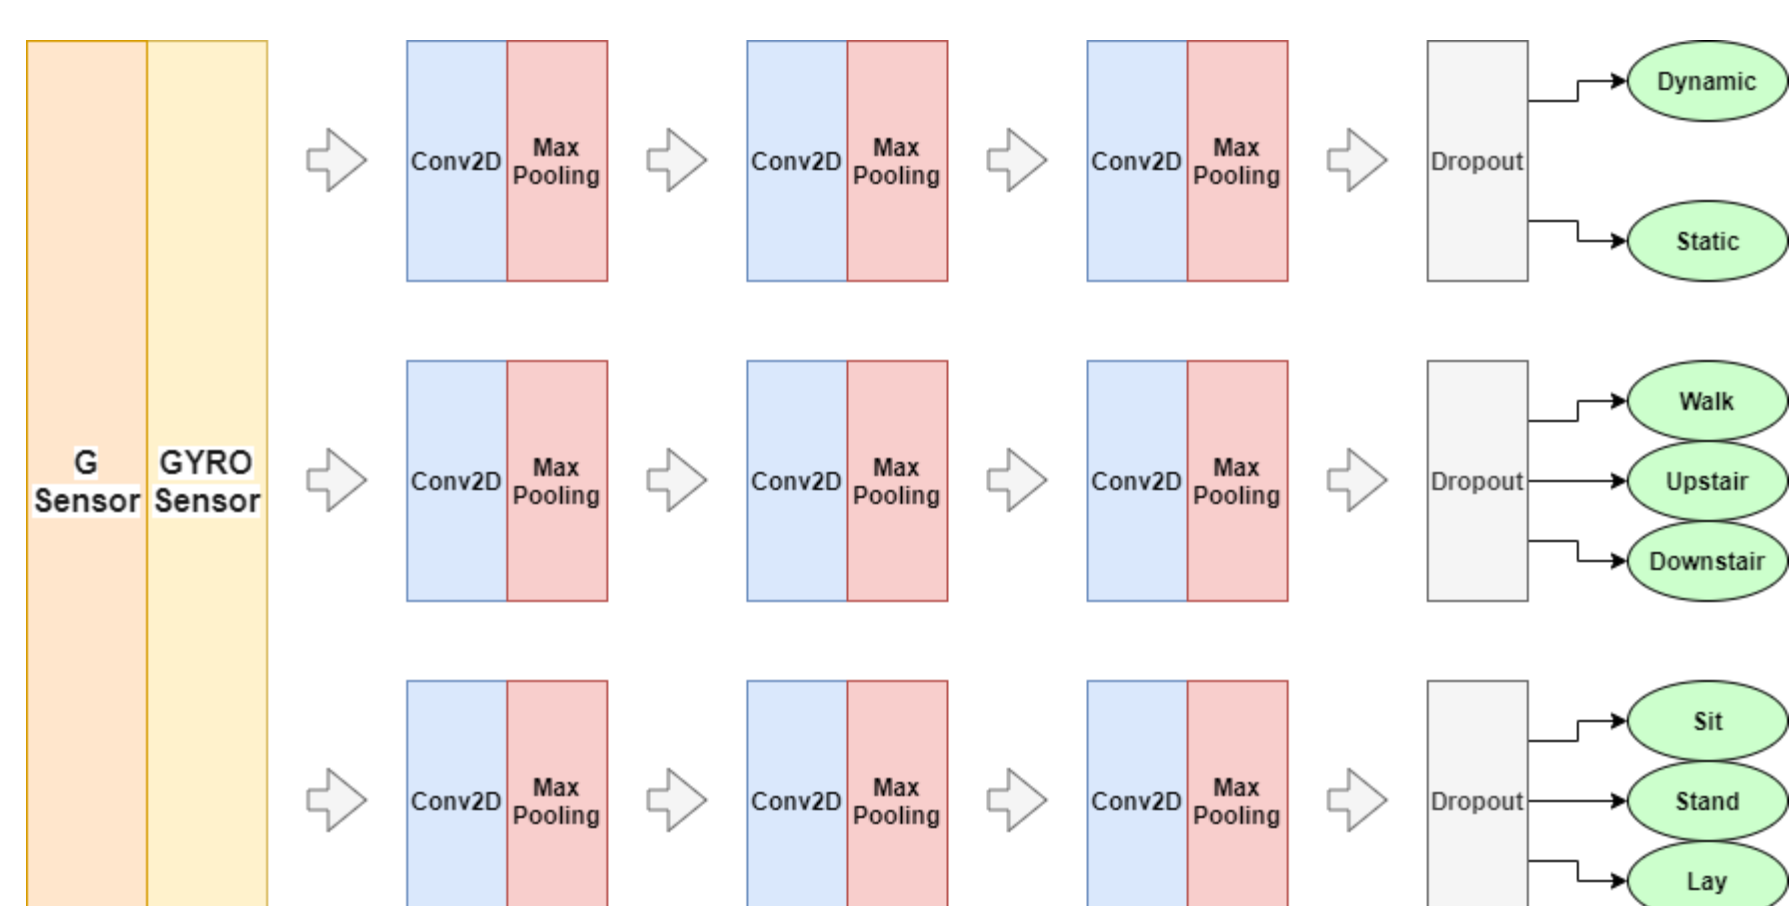 G
Sensor
GYRO
Sensor
Conv2D
Max
Pooling
Conv2D
Max
Pooling
Conv2D
Max
Pooling
Dropout
Dynamic
Static
Conv2D
Max
Pooling
Conv2D
Max
Pooling
Conv2D
Max
Pooling
Dropout
Walk
Upstair
Downstair
Conv2D
Max
Pooling
Conv2D
Max
Pooling
Conv2D
Max
Pooling
Dropout
Sit
Stand
Lay